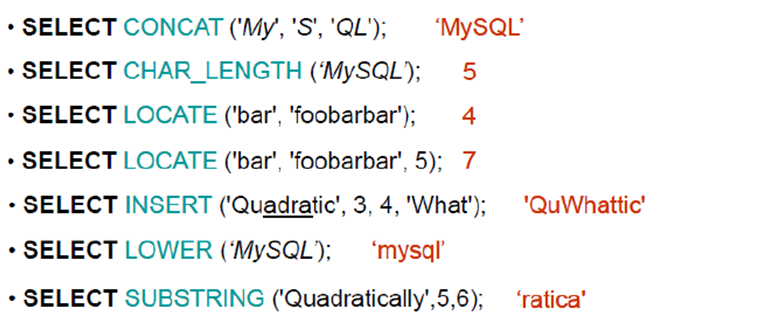 • SELECT CONCAT ('My', 'S', 'QL'); ‘MySQL’
• SELECT CHAR_LENGTH (‘MySQL’); 5
• SELECT LOCATE ('bar', 'foobarbar'); 4
• SELECT LOCATE ('bar', 'foobarbar', 5); 7
• SELECT INSERT ('Quadratic', 3, 4, 'What'); 'QuWhattic'
• SELECT LOWER (‘MySQL’); ‘mysql’
• SELECT SUBSTRING ('Quadratically',5,6); ‘ratica’